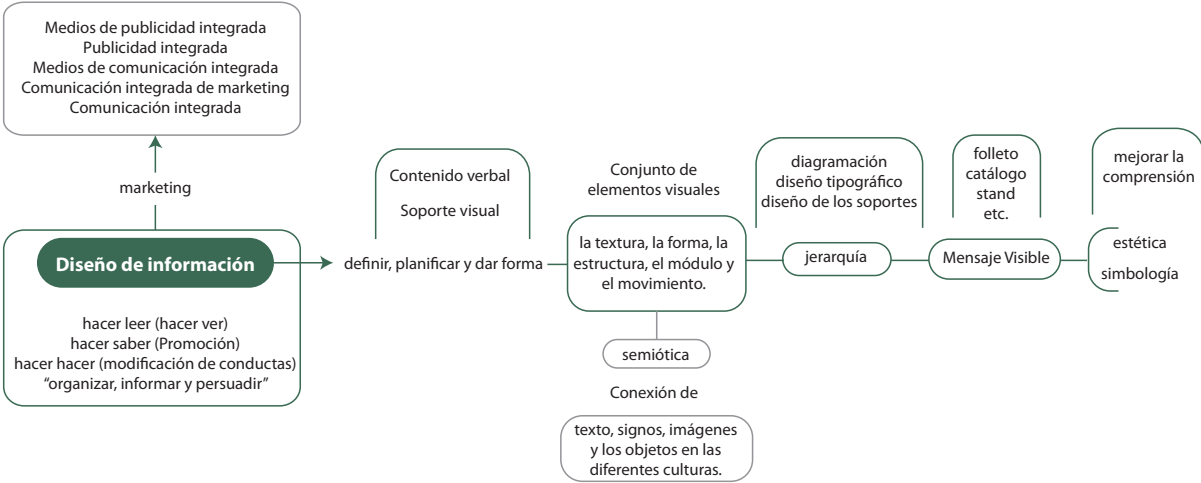 Medios de publicidad integrada
Publicidad integrada
Medios de comunicación integrada
Comunicación integrada de marketing
Comunicación integrada
marketing
Diseño de información
hacer leer (hacer ver)
hacer saber (Promoción)
hacer hacer (modificación de conductas)
“organizar, informar y persuadir”
Contenido verbal
Soporte visual
definir, planificar y dar forma
Conjunto de
elementos visuales
la textura, la forma, la
estructura, el módulo y
el movimiento.
semiótica
Conexión de
texto, signos, imágenes
y los objetos en las
diferentes culturas.
diagramación
diseño tipográfico
diseño de los soportes
jerarquía
folleto
catálogo
stand
etc.
Mensaje Visible
mejorar la
comprensión
estética
simbología